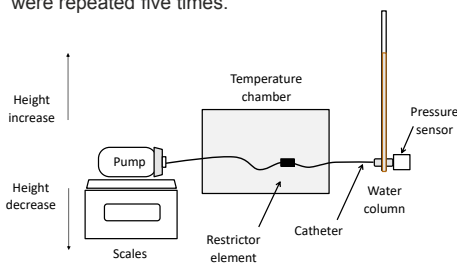 were repeated five times.
Temperature
chamber
Height
increase
Pressure
sensor
Pump
Height
decrease
Water
column
Catheter
Restrictor
element
Scales